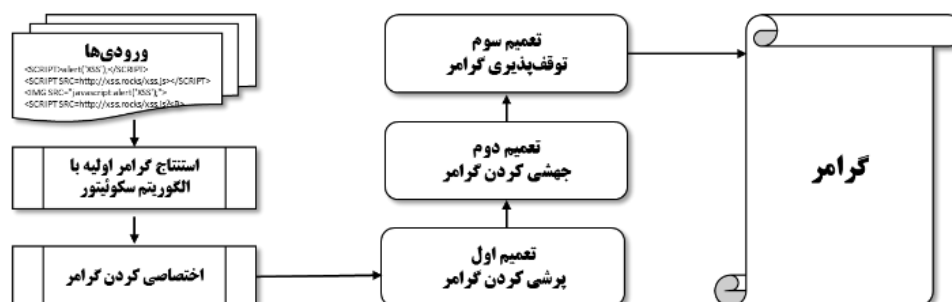 ورودی‌ها
<SCRIPT>alert('XSS');</SCRIPT>
<SCRIPT SRC=http://xss.rocks/xss.js></SCRIPT>
<IMG SRC="javascript:alert('XSS');">
<SCRIPT SRC=http://xss.rocks/xss.js?<B>
استنتاج گرامر اولیه با
الگوریتم سکوئیتور
اختصاصی کردن گرامر
تعمیم اول
پرشی کردن گرامر
تعمیم دوم
جهشی کردن گرامر
تعمیم سوم
توقف‌پذیری گرامر
گرامر